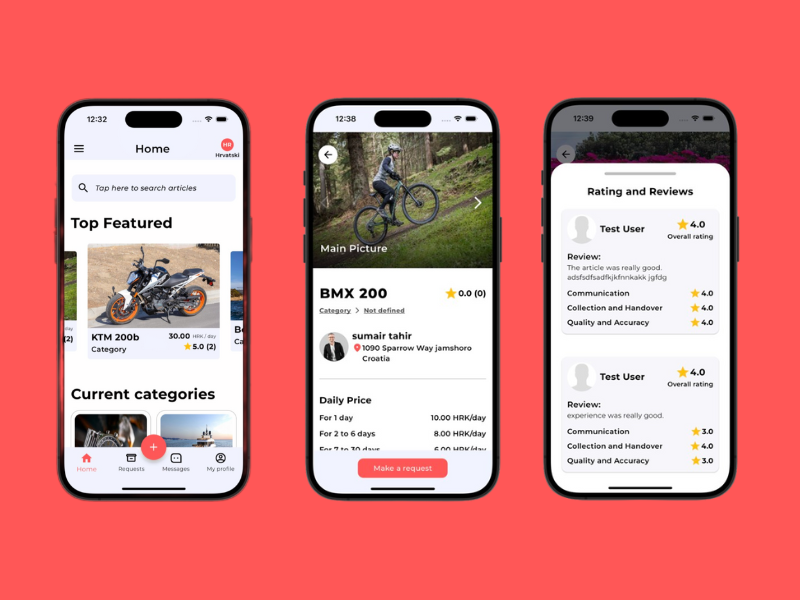 12:32
Home
HR
Hrvatski
Tap here to search articles
Top Featured
(2)
KTM 200b
30.00 HRK / day
Category
5.0 (2)
Current categories
+
Home
Requests
Messages
My profile
12:38
Main Picture
BMX 200
0.0 (0)
Category > Not defined
sumair tahir
1090 Sparrow Way jamshoro
Croatia
Daily Price
For 1 day
10.00 HRK/day
For 2 to 6 days
8.00 HRK/day
For 7 to 30 days
6.00 HRK/day
Make a request
12:39
Rating and Reviews
Test User
4.0
Overall rating
Review:
The article was really good.
adsfsdfsadfkjkfnnkakk jgfdg
Communication
4.0
Collection and Handover
4.0
Quality and Accuracy
4.0
Test User
4.0
Overall rating
Review:
experience was really good.
Communication
3.0
Collection and Handover
4.0
Quality and Accuracy
3.0